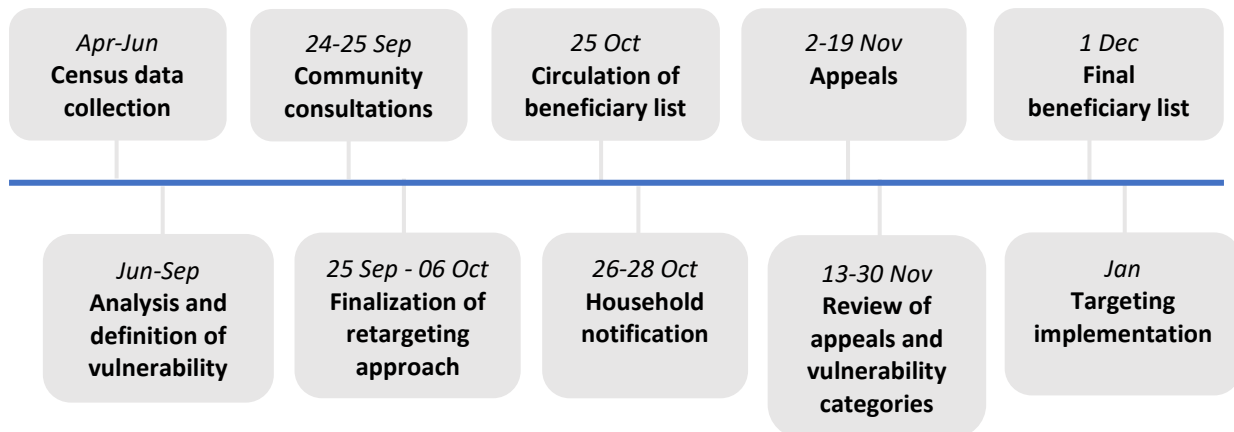 Apr-Jun
Census data
collection
24-25 Sep
Community
consultations
25 Oct
Circulation of
beneficiary list
2-19 Nov
Appeals
1 Dec
Final
beneficiary list
Jun-Sep
Analysis and
definition of
vulnerability
25 Sep - 06 Oct
Finalization of
retargeting
approach
26-28 Oct
Household
notification
13-30 Nov
Review of
appeals and
vulnerability
categories
Jan
Targeting
implementation